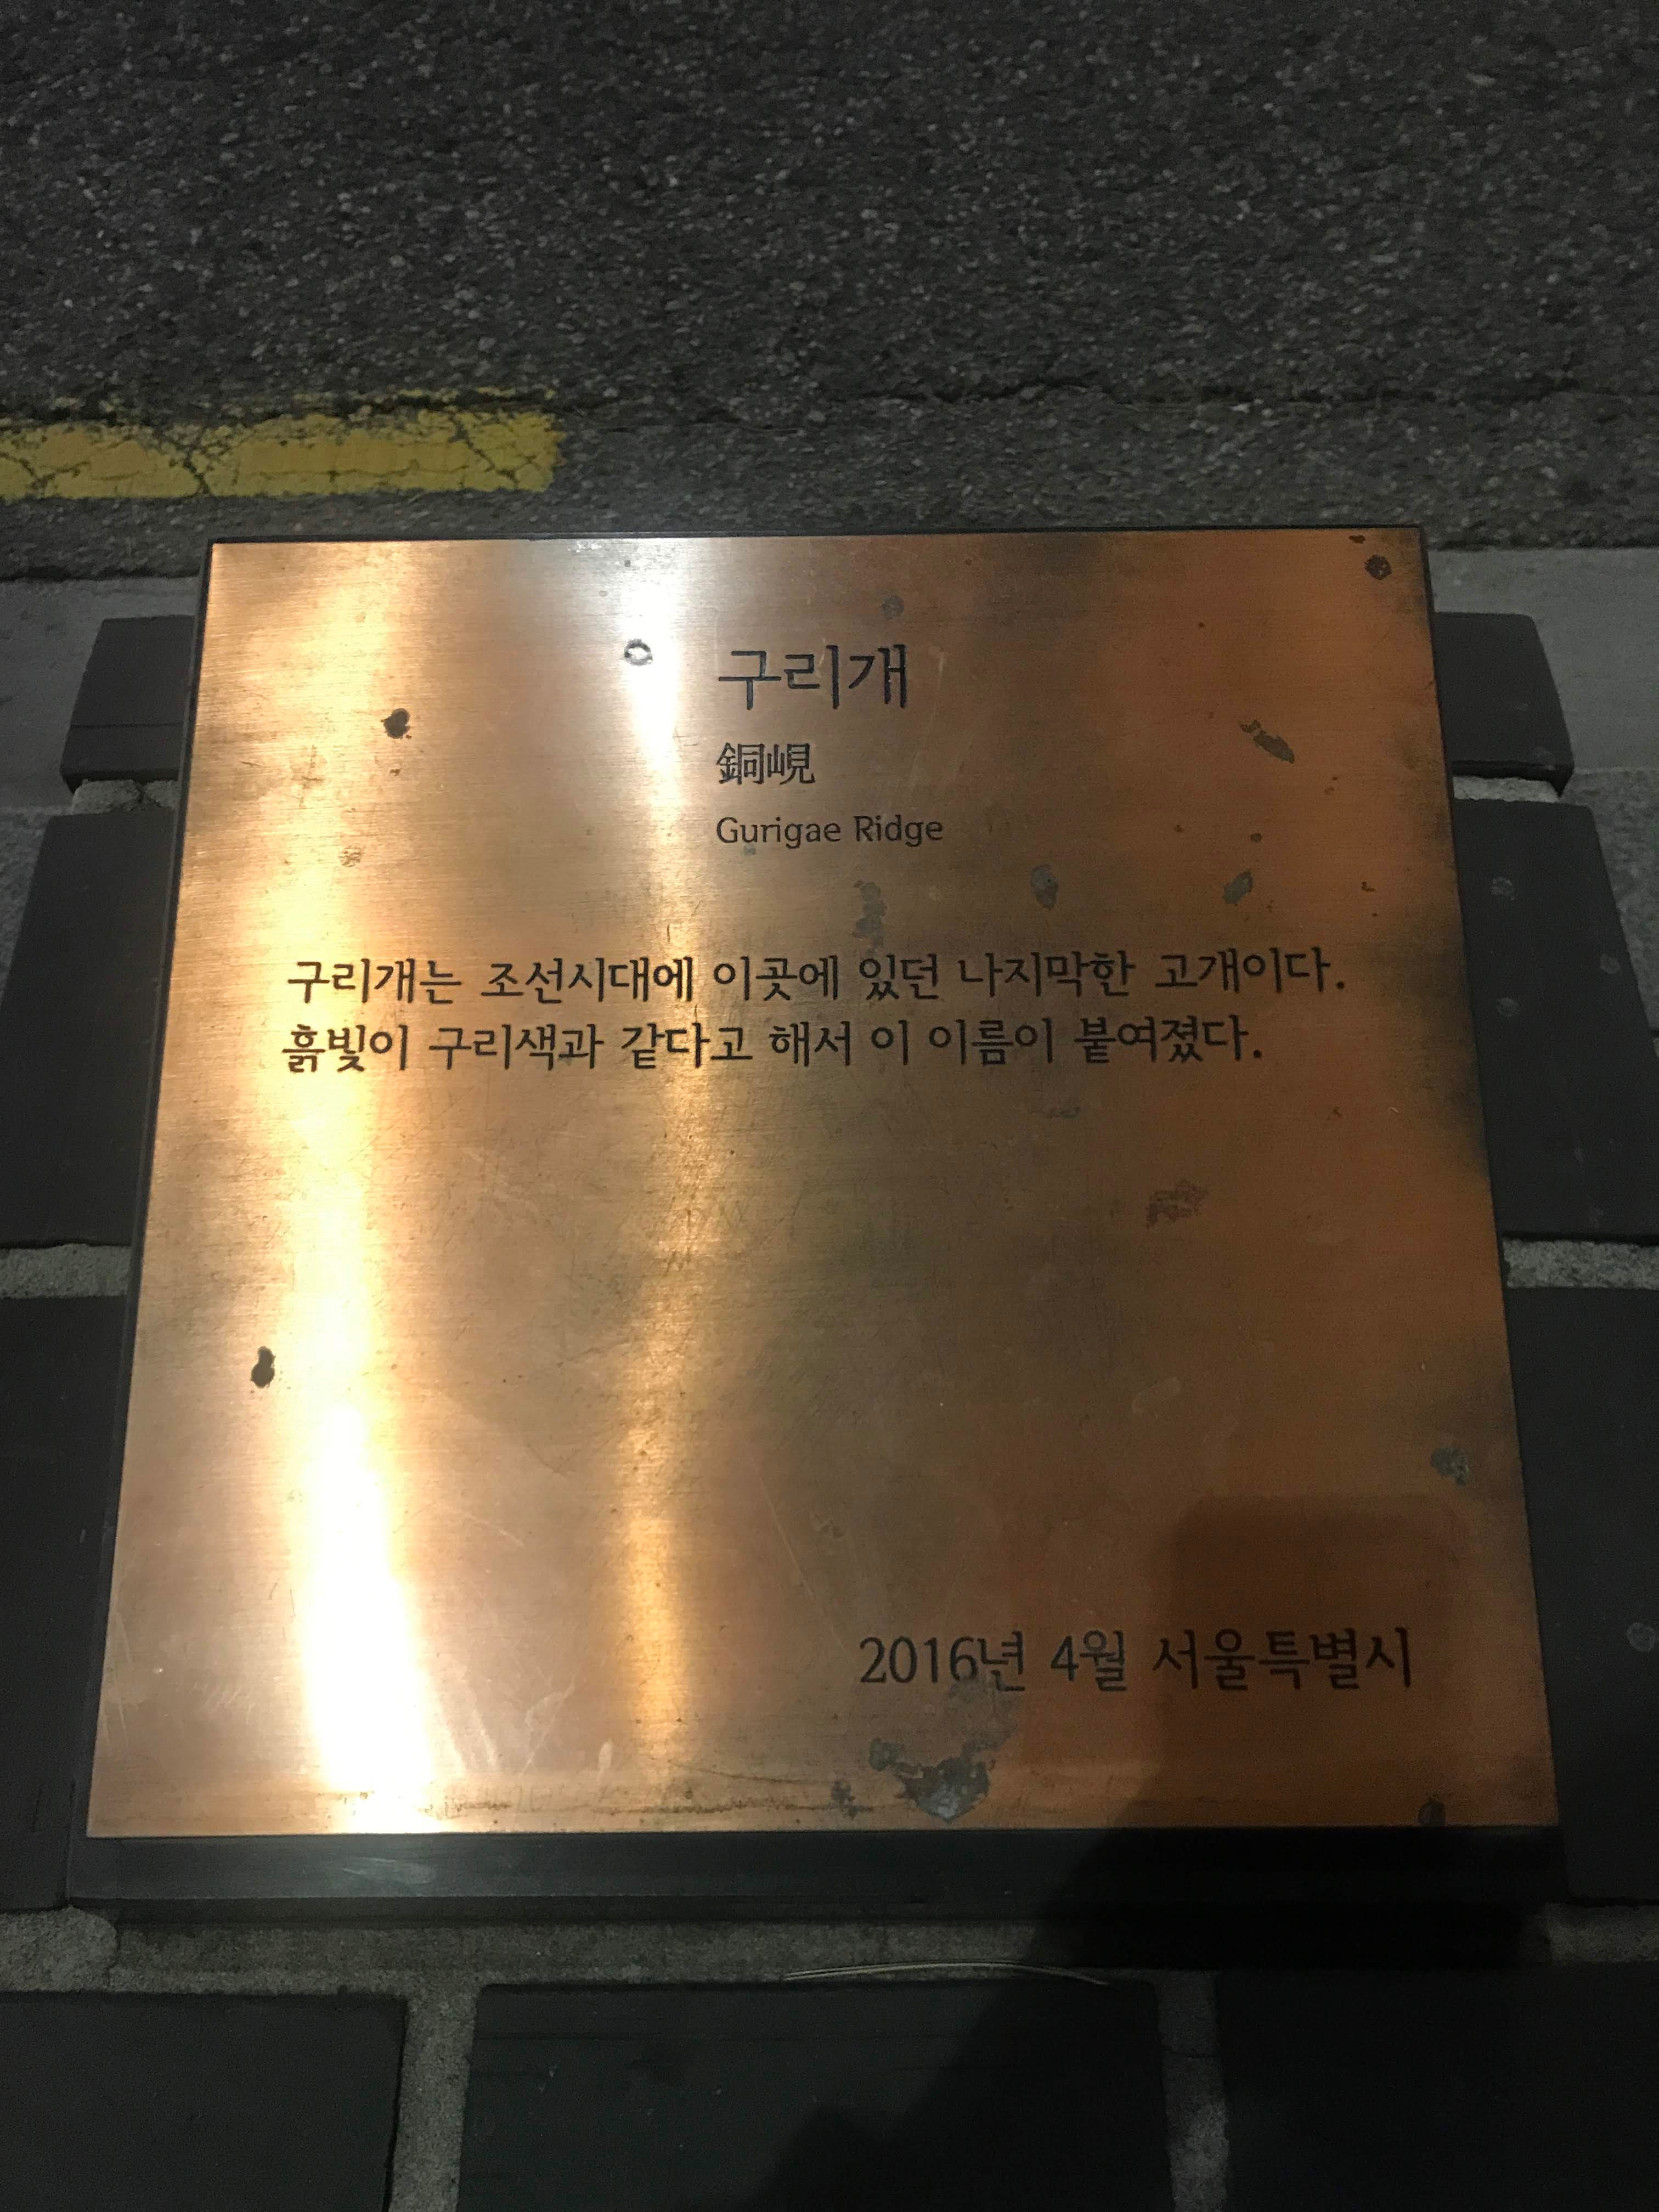 구리개
銅峴
Gurigae Ridge
구리개는 조선시대에 이곳에 있던 나지막한 고개이다.
흙빛이 구리색과 같다고 해서 이 이름이 붙여졌다.
2016년 4월 서울특별시